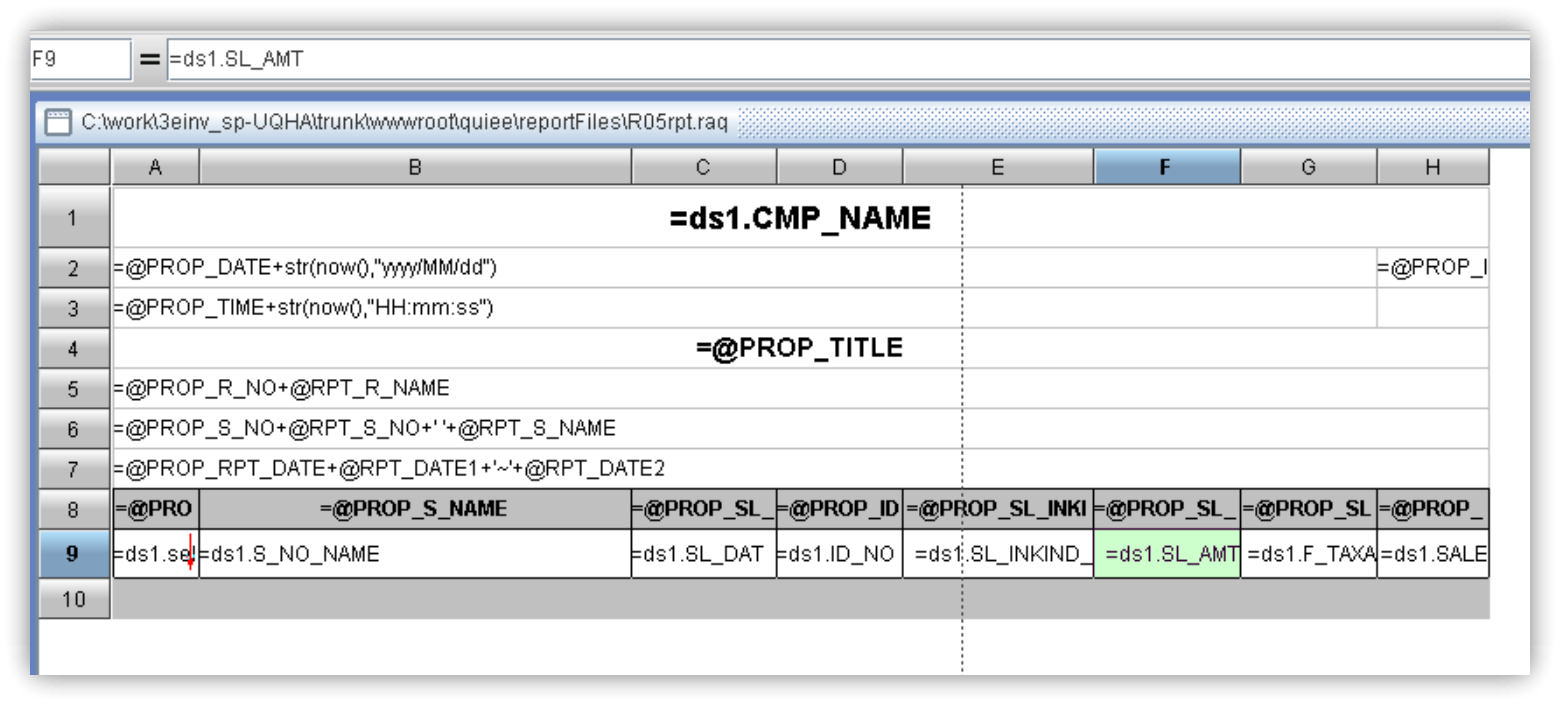 F9 = =ds1.SL_AMT
C:\work\3einv_sp-UQHA\trunk\wwwroot\quiee\reportFiles\R05rpt.raq
A B C D E F G H
1 =ds1.CMP_NAME
2 =@PROP_DATE+str(now(),"yyyy/MM/dd") =@PROP_I
3 =@PROP_TIME+str(now(),"HH:mm:ss")
4 =@PROP_TITLE
5 =@PROP_R_NO+@RPT_R_NAME
6 =@PROP_S_NO+@RPT_S_NO+' '+@RPT_S_NAME
7 =@PROP_RPT_DATE+@RPT_DATE1+'~'+@RPT_DATE2
8 =@PRO =@PROP_S_NAME =@PROP_SL_ =@PROP_ID =@PROP_SL_INKI =@PROP_SL_ =@PROP_SL =@PROP_
9 =ds1.se =ds1.S_NO_NAME =ds1.SL_DAT =ds1.ID_NO =ds1.SL_INKIND_ =ds1.SL_AMT =ds1.F_TAXA =ds1.SALE
10